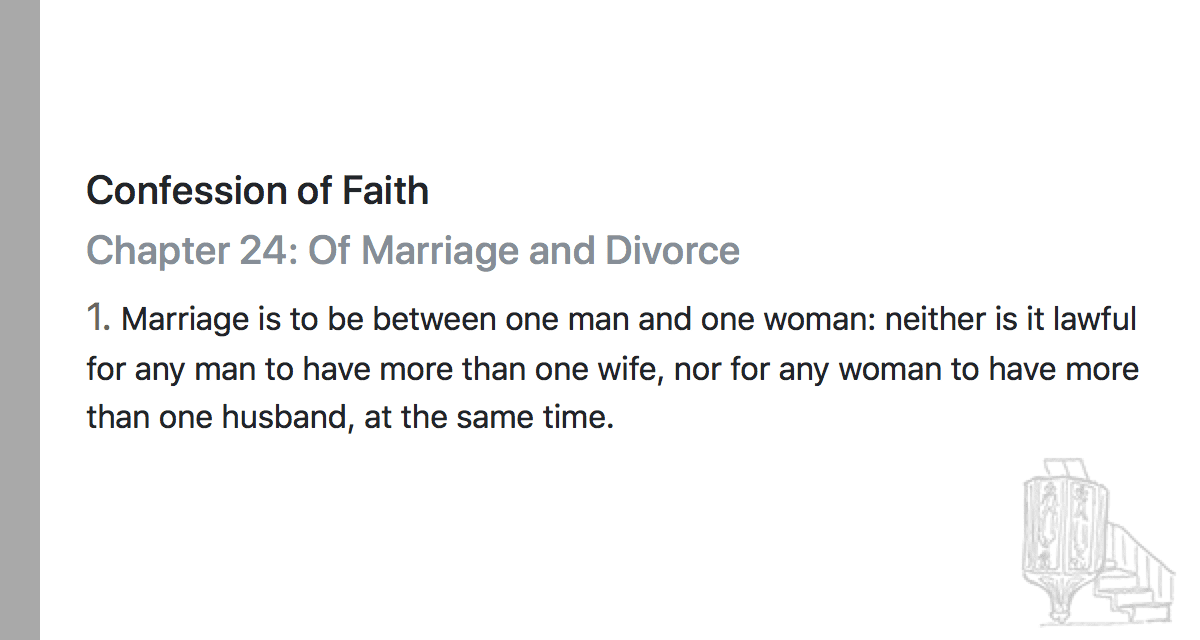 Confession of Faith
Chapter 24: Of Marriage and Divorce
1. Marriage is to be between one man and one woman: neither is it lawful
for any man to have more than one wife, nor for any woman to have more
than one husband, at the same time.